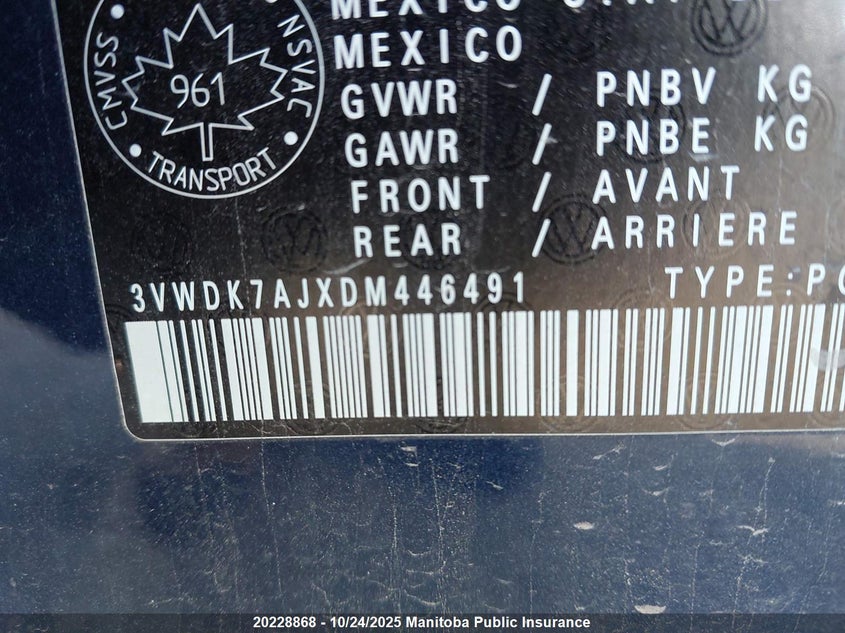 MEXICO
MEXICO
CMVSS
NSVAC
961
TRANSPORT
GVWR / PNBV KG
GAWR / PNBE KG
FRONT / AVANT
REAR / ARRIERE
3VWDK7AJXDM446491 TYPE:
20228868 - 10/24/2025 Manitoba Public Insurance